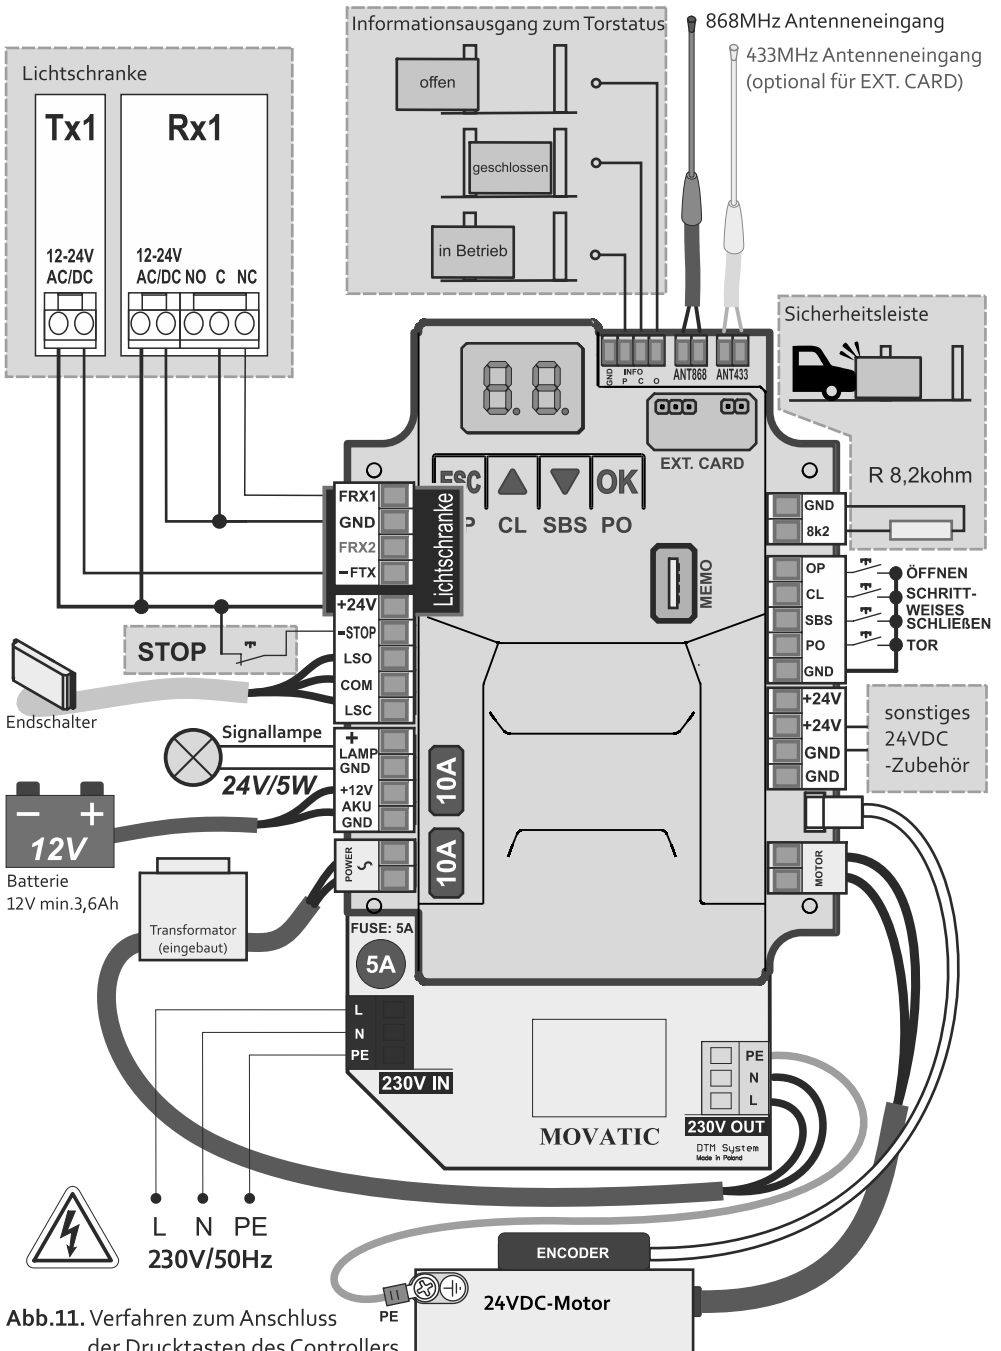 Informationsausgang zum Torstatus
868MHz Antenneneingang
433MHz Antenneneingang
(optional für EXT. CARD)
Lichtschranke
Tx1
Rx1
12-24V
AC/DC
12-24V
AC/DC NO C NC
offen
geschlossen
in Betrieb
GND
INFO
P C O
ANT868
ANT433
8.8.
EXT. CARD
Sicherheitsleiste
R 8,2kohm
ESC
OK
P CL SBS PO
MEMO
FRX1
GND
FRX2
–FTX
Lichtschranke
+24V
–STOP
LSO
COM
LSC
STOP
Endschalter
Signallampe
24V/5W
+
LAMP
GND
+12V
AKU
GND
12V
Batterie
12V min.3,6Ah
POWER
10A
10A
Transformator
(eingebaut)
FUSE: 5A
5A
L
N
PE
230V IN
GND
8k2
OP
CL
SBS
PO
GND
ÖFFNEN
SCHRITT-
WEISES
SCHLIEßEN
TOR
+24V
+24V
GND
GND
sonstiges
24VDC
-Zubehör
MOTOR
MOVATIC
PE
N
L
230V OUT
DTM System
Made in Poland
L N PE
230V/50Hz
ENCODER
24VDC-Motor
PE
Abb.11. Verfahren zum Anschluss
der Drucktasten des Controllers